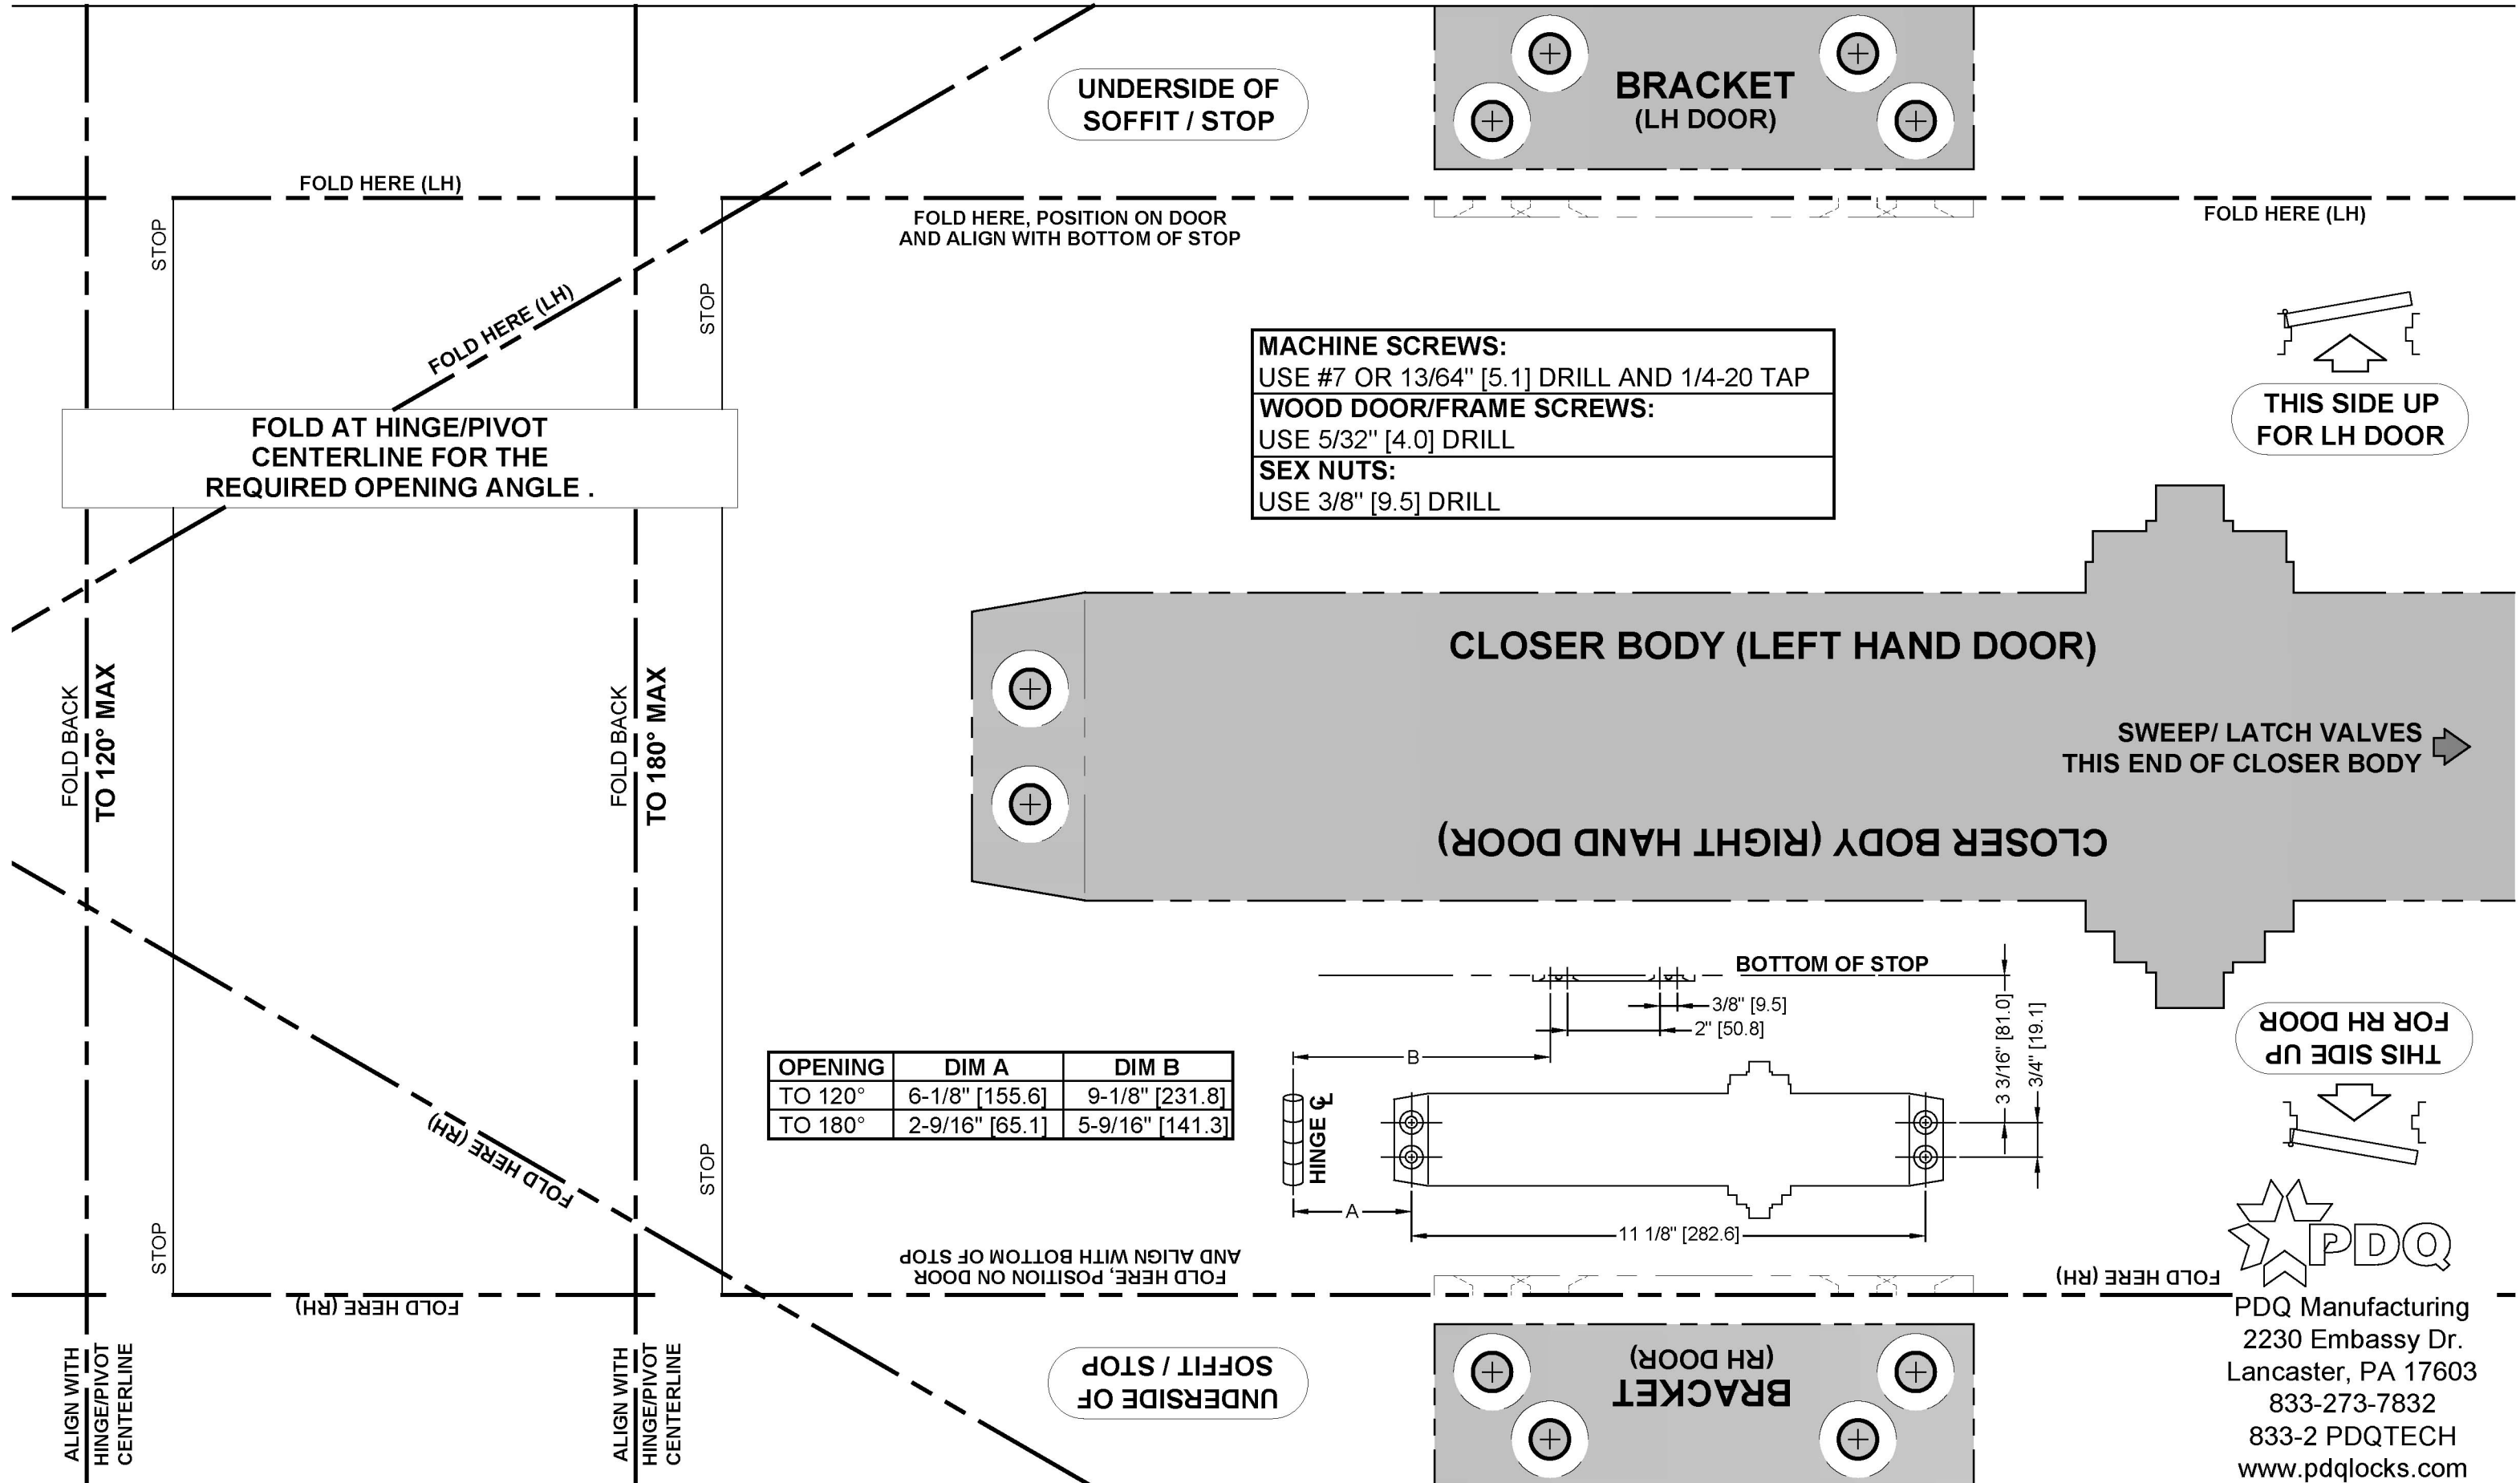 UNDERSIDE OF
SOFFIT / STOP
BRACKET
(LH DOOR)
FOLD HERE (LH)
STOP
FOLD HERE, POSITION ON DOOR
AND ALIGN WITH BOTTOM OF STOP
FOLD HERE (LH)
STOP
FOLD HERE (LH)
MACHINE SCREWS:
USE #7 OR 13/64" [5.1] DRILL AND 1/4-20 TAP
WOOD DOOR/FRAME SCREWS:
USE 5/32" [4.0] DRILL
SEX NUTS:
USE 3/8" [9.5] DRILL
THIS SIDE UP
FOR LH DOOR
FOLD AT HINGE/PIVOT
CENTERLINE FOR THE
REQUIRED OPENING ANGLE .
FOLD BACK
TO 120° MAX
FOLD BACK
TO 180° MAX
CLOSER BODY (LEFT HAND DOOR)
SWEEP/ LATCH VALVES
THIS END OF CLOSER BODY
CLOSER BODY (RIGHT HAND DOOR)
BOTTOM OF STOP
3/8" [9.5]
2" [50.8]
B
3 3/16" [81.0]
3/4" [19.1]
HINGE ℄
A
11 1/8" [282.6]
OPENING DIM A DIM B
TO 120° 6-1/8" [155.6] 9-1/8" [231.8]
TO 180° 2-9/16" [65.1] 5-9/16" [141.3]
THIS SIDE UP
FOR RH DOOR
FOLD HERE (RH)
STOP
STOP
FOLD HERE, POSITION ON DOOR
AND ALIGN WITH BOTTOM OF STOP
FOLD HERE (RH)
FOLD HERE (RH)
ALIGN WITH
HINGE/PIVOT
CENTERLINE
ALIGN WITH
HINGE/PIVOT
CENTERLINE
UNDERSIDE OF
SOFFIT / STOP
BRACKET
(RH DOOR)
PDQ
PDQ Manufacturing
2230 Embassy Dr.
Lancaster, PA 17603
833-273-7832
833-2 PDQTECH
www.pdqlocks.com